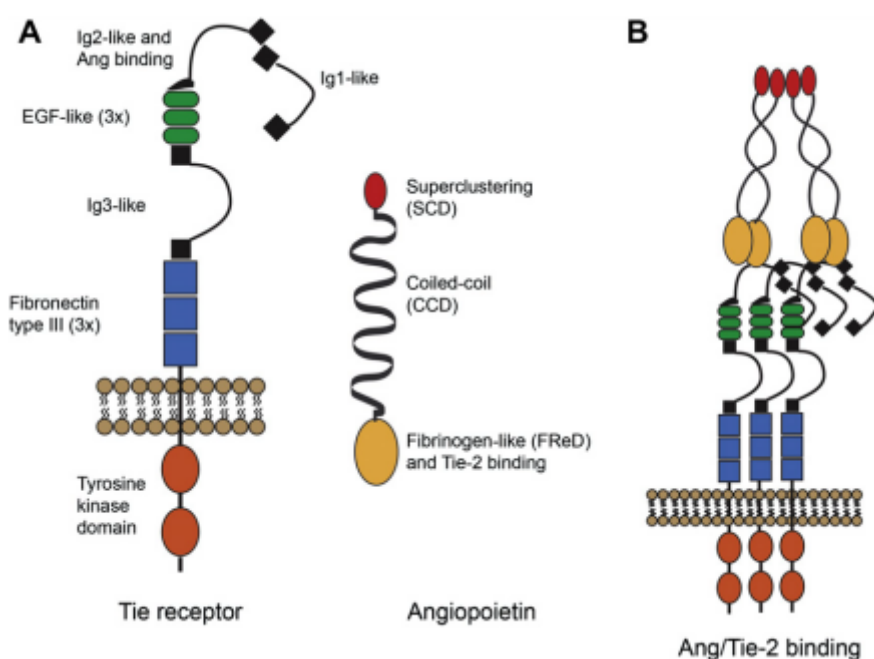 A
Ig2-like and
Ang binding
Ig1-like
EGF-like (3x)
Ig3-like
Fibronectin
type III (3x)
Tyrosine
kinase
domain
Tie receptor
Superclustering
(SCD)
Coiled-coil
(CCD)
Fibrinogen-like (FReD)
and Tie-2 binding
Angiopoietin
B
Ang/Tie-2 binding